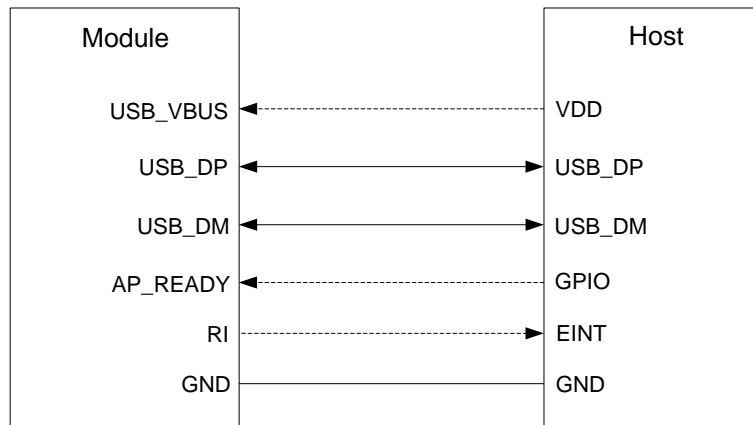 Module Host
USB_VBUS VDD
USB_DP USB_DP
USB_DM USB_DM
AP_READY GPIO
RI EINT
GND GND